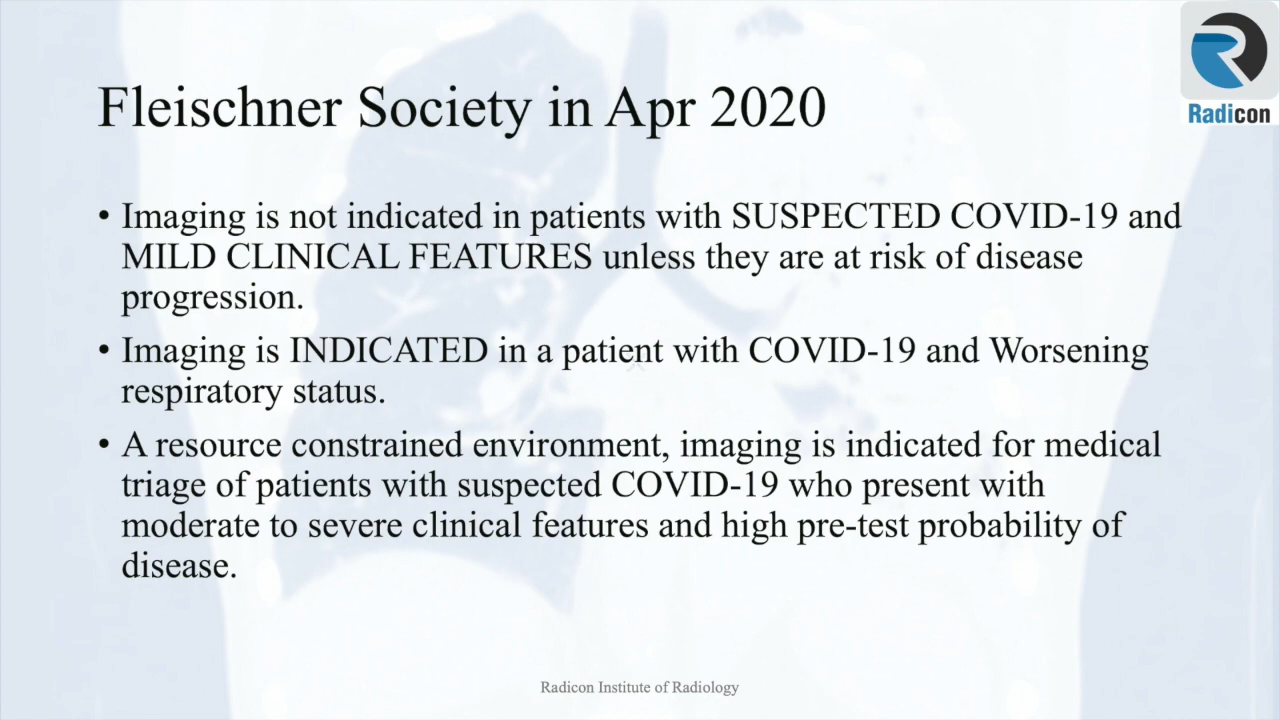 Radicon
Fleischner Society in Apr 2020
• Imaging is not indicated in patients with SUSPECTED COVID-19 and
MILD CLINICAL FEATURES unless they are at risk of disease
progression.
• Imaging is INDICATED in a patient with COVID-19 and Worsening
respiratory status.
• A resource constrained environment, imaging is indicated for medical
triage of patients with suspected COVID-19 who present with
moderate to severe clinical features and high pre-test probability of
disease.
Radicon Institute of Radiology